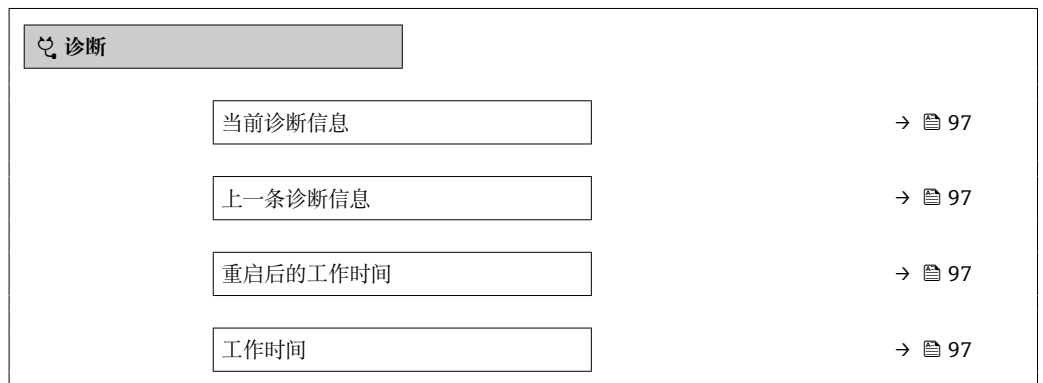 诊断
当前诊断信息 → 97
上一条诊断信息 → 97
重启后的工作时间 → 97
工作时间 → 97